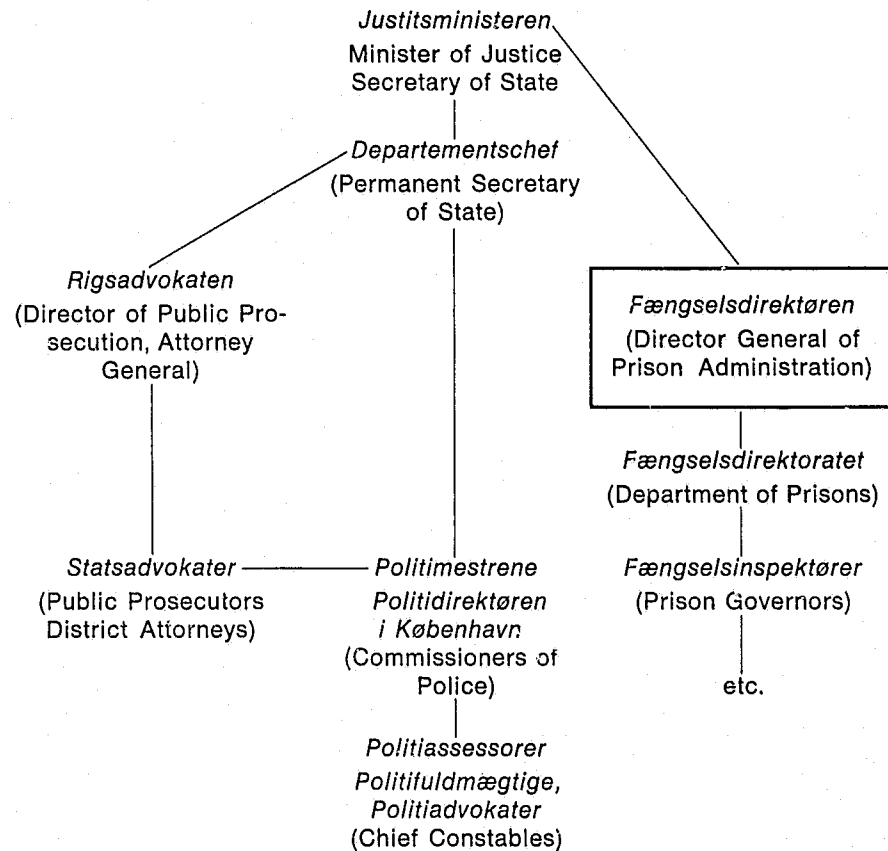 Justitsministeren
Minister of Justice
Secretary of State
Departementschef
(Permanent Secretary
of State)
Rigsadvokaten
(Director of Public Pro-
secution, Attorney
General)
Fængselsdirektøren
(Director General of
Prison Administration)
Fængselsdirektoratet
(Department of Prisons)
Statsadvokater
(Public Prosecutors
District Attorneys)
Politimestrene
Politidirektøren
i København
(Commissioners of
Police)
Fængselsinspektører
(Prison Governors)
etc.
Politiassessorer
Politifuldmægtige,
Politiadvokater
(Chief Constables)